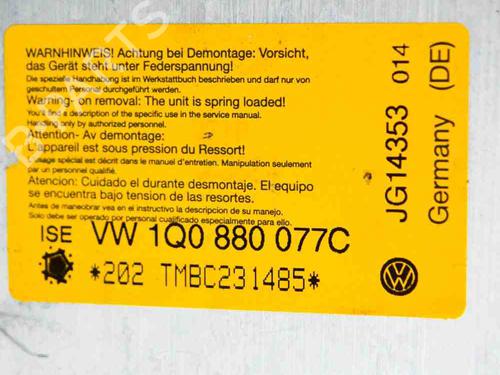 WARNHINWEIS! Achtung bei Demontage: Vorsicht,
das Gerät steht unter Federspannung!
Die spezielle Handhabung ist im Werkstattbuch beschrieben und darf nur von
geschultem Personal durchgeführt werden.
Warning- on removal: The unit is spring loaded!
You'll find a description of the specific use in the service manual.
Handling only by authorized personnel.
Attention- Av demontage:
L'appareil est sous pression du Ressort!
L'usage spécial est décrit dans le manuel d'entretien. Manipulation seulement
par un personnel qualifié.
Atencion: Cuidado el durante desmontaje. El equipo
se encuentra bajo tension de las resortes.
Antes de maneobrar vea el instructivo la descripcion de su manejo.
Solo debe ser operado por personal capacitado especialmente para ello.
ISE VW 1Q0 880 077C
*202 TMBC231485*
JG14353 014
Germany (DE)